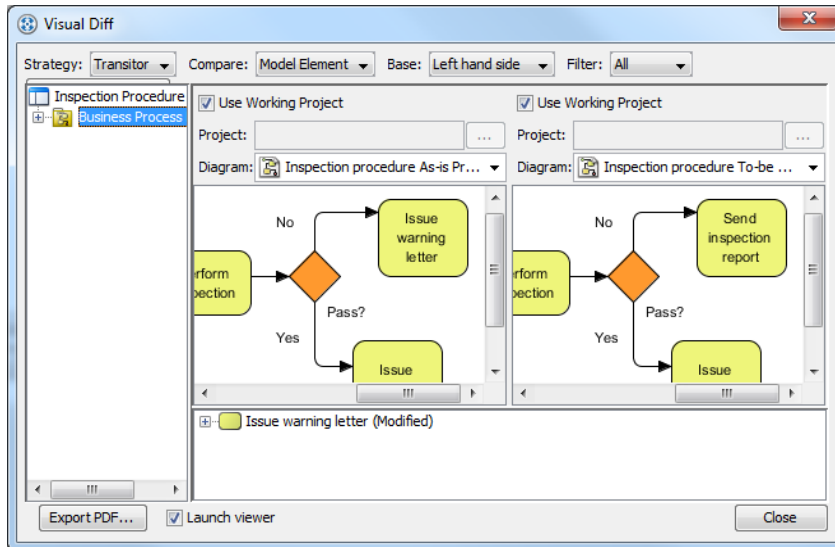 Visual Diff
Strategy: Transitor Compare: Model Element Base: Left hand side Filter: All
Inspection Procedure
Business Process
Use Working Project
Project: ...
Diagram: Inspection procedure As-is Pr...
No
Issue
warning
letter
rform
pection
Pass?
Yes
Issue
Use Working Project
Project: ...
Diagram: Inspection procedure To-be ...
No
Send
inspection
report
rform
pection
Pass?
Yes
Issue
Issue warning letter (Modified)
Export PDF... Launch viewer Close